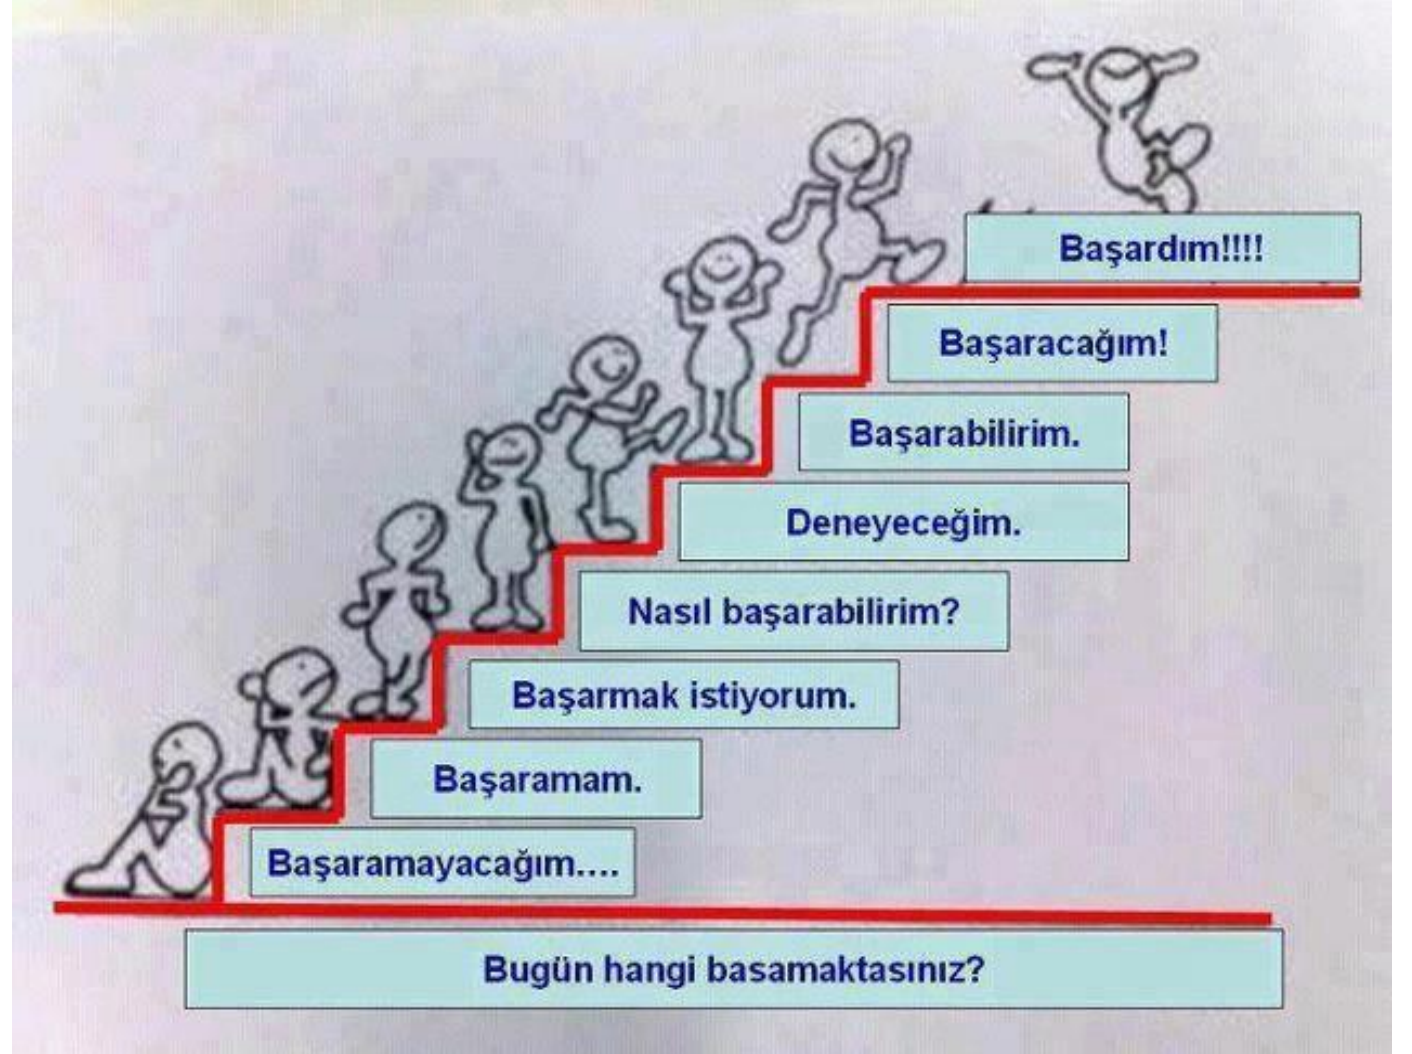 Başardım!!!!
Başaracağım!
Başarabilirim.
Deneyeceğim.
Nasıl başarabilirim?
Başarmak istiyorum.
Başaramam.
Başaramayacağım....
Bugün hangi basamaktasınız?